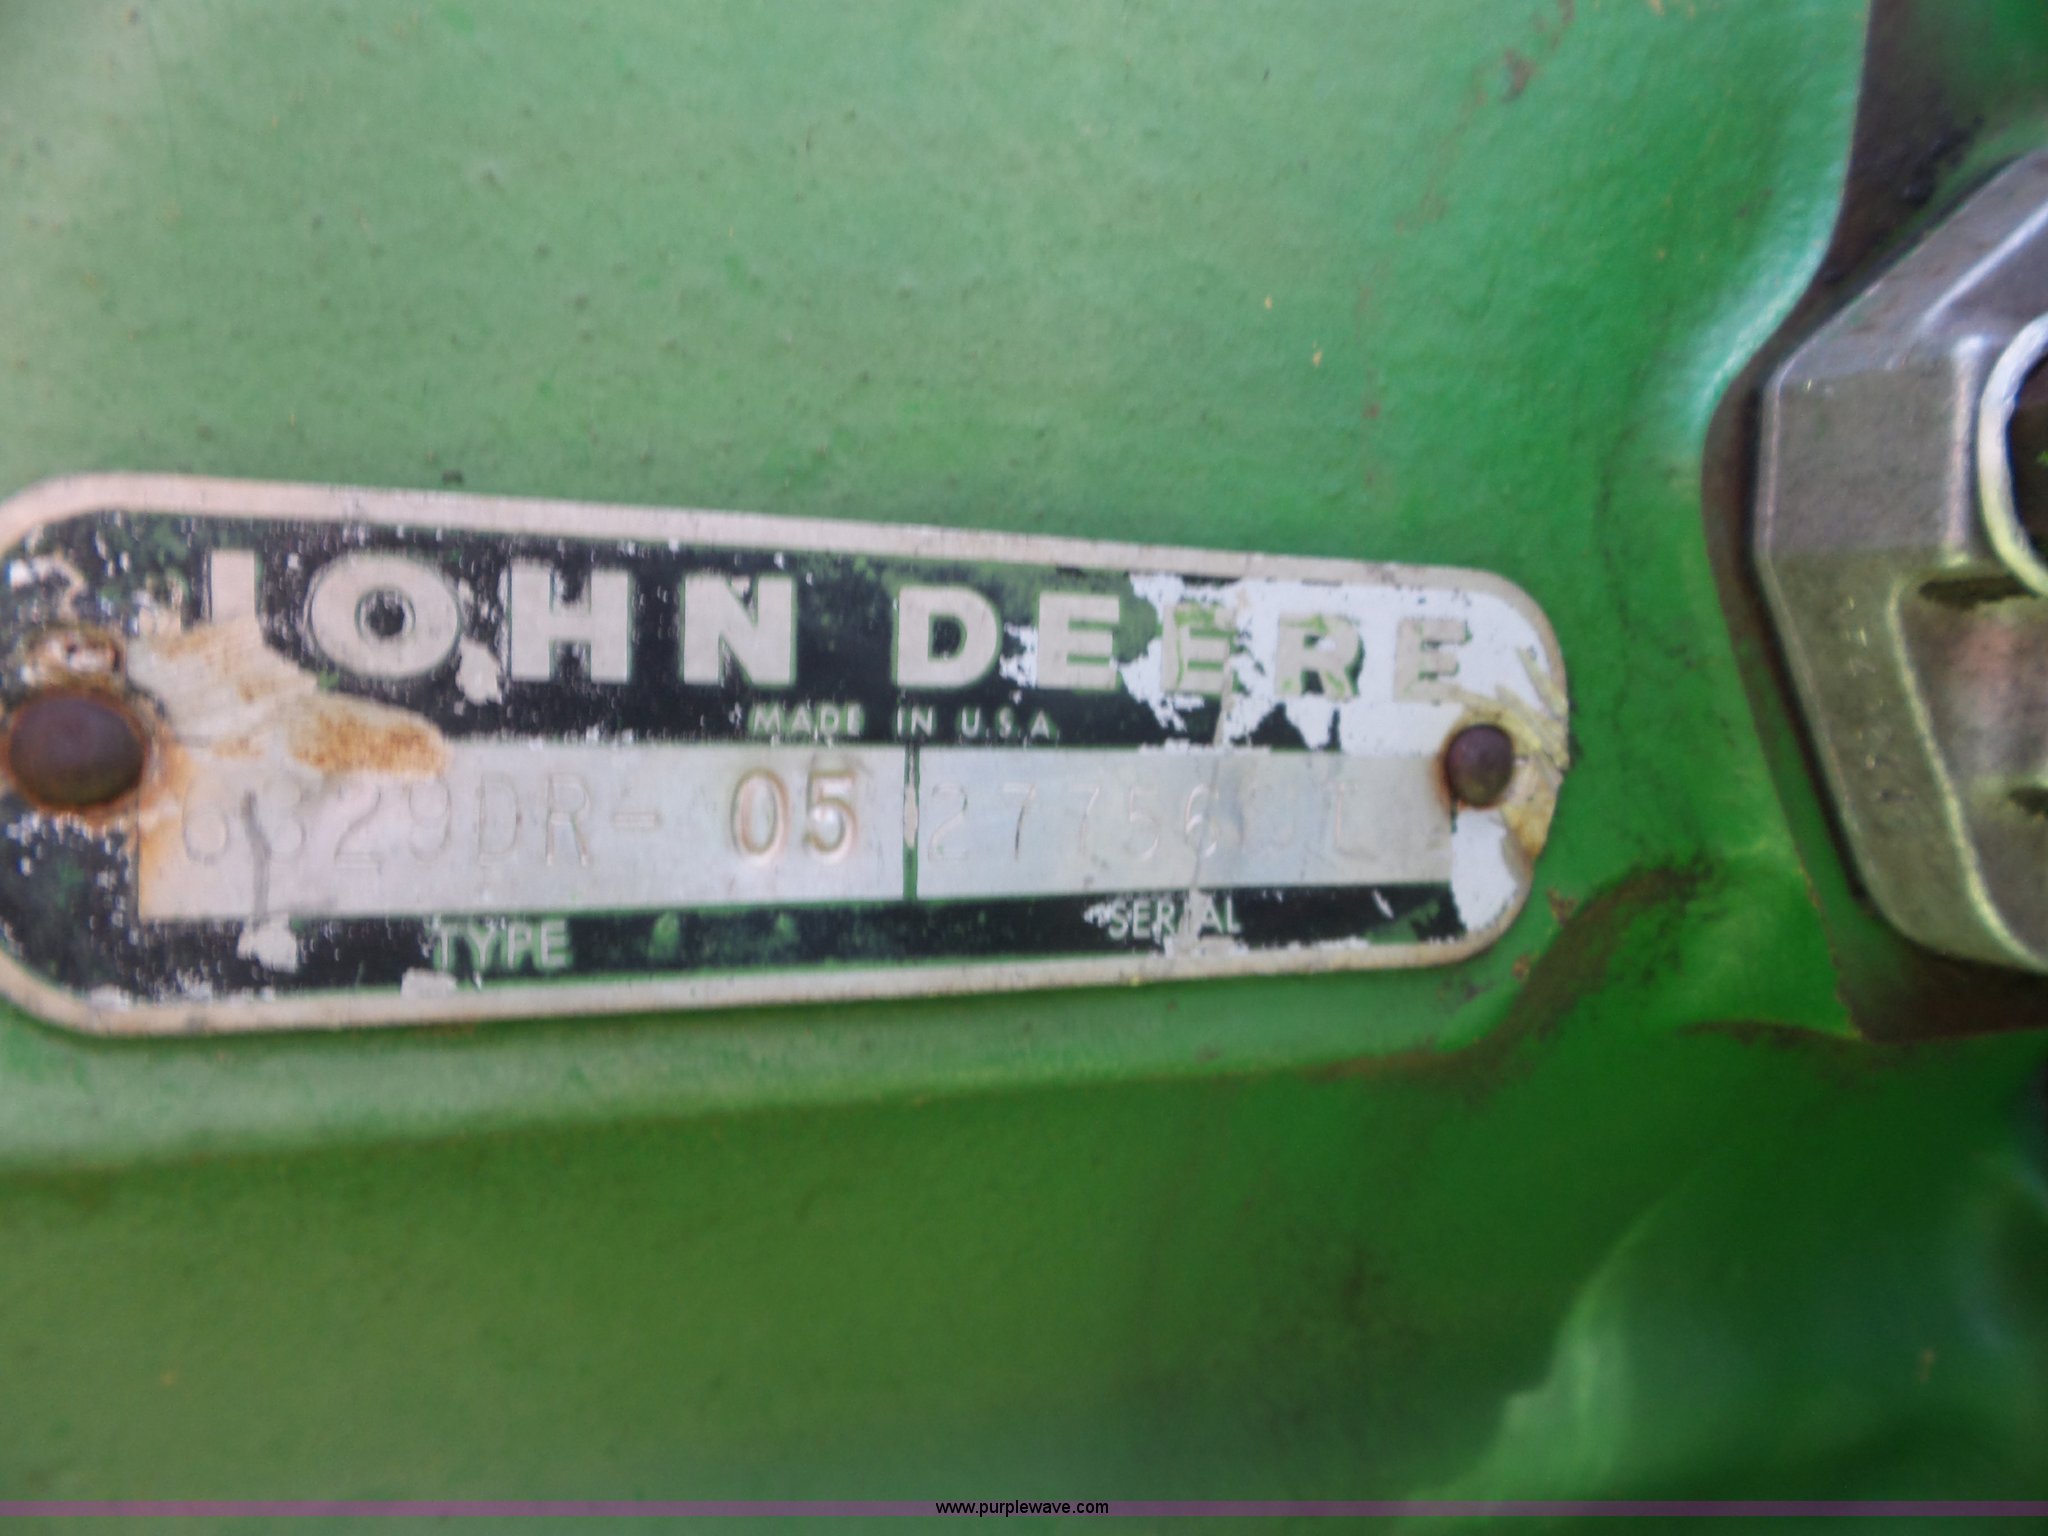 JOHN DEERE
MADE IN U.S.A.
6329DR- 05
TYPE SERIAL
www.purplewave.com